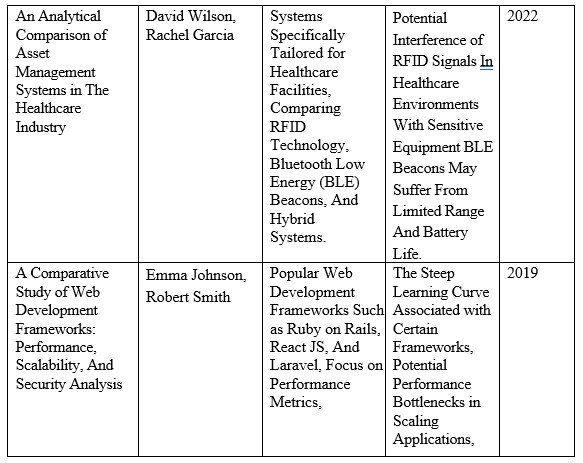 An Analytical
Comparison of
Asset
Management
Systems in The
Healthcare
Industry
David Wilson,
Rachel Garcia
Systems
Specifically
Tailored for
Healthcare
Facilities,
Comparing
RFID
Technology,
Bluetooth Low
Energy (BLE)
Beacons, And
Hybrid
Systems.
Potential
Interference of
RFID Signals In
Healthcare
Environments
With Sensitive
Equipment BLE
Beacons May
Suffer From
Limited Range
And Battery
Life.
2022
A Comparative
Study of Web
Development
Frameworks:
Performance,
Scalability, And
Security Analysis
Emma Johnson,
Robert Smith
Popular Web
Development
Frameworks Such
as Ruby on Rails,
React JS, And
Laravel, Focus on
Performance
Metrics,
The Steep
Learning Curve
Associated with
Certain
Frameworks,
Potential
Performance
Bottlenecks in
Scaling
Applications,
2019